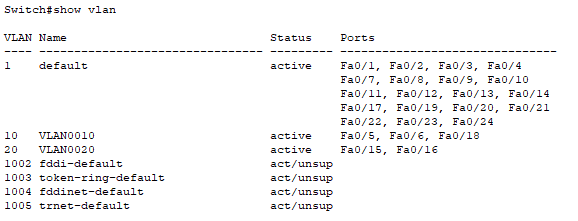 Switch#show vlan
VLAN Name                             Status    Ports
---- -------------------------------- --------- -------------------------------
1    default                          active    Fa0/1, Fa0/2, Fa0/3, Fa0/4
                                                Fa0/7, Fa0/8, Fa0/9, Fa0/10
                                                Fa0/11, Fa0/12, Fa0/13, Fa0/14
                                                Fa0/17, Fa0/19, Fa0/20, Fa0/21
                                                Fa0/22, Fa0/23, Fa0/24
10   VLAN0010                         active    Fa0/5, Fa0/6, Fa0/18
20   VLAN0020                         active    Fa0/15, Fa0/16
1002 fddi-default                     act/unsup
1003 token-ring-default               act/unsup
1004 fddinet-default                  act/unsup
1005 trnet-default                    act/unsup